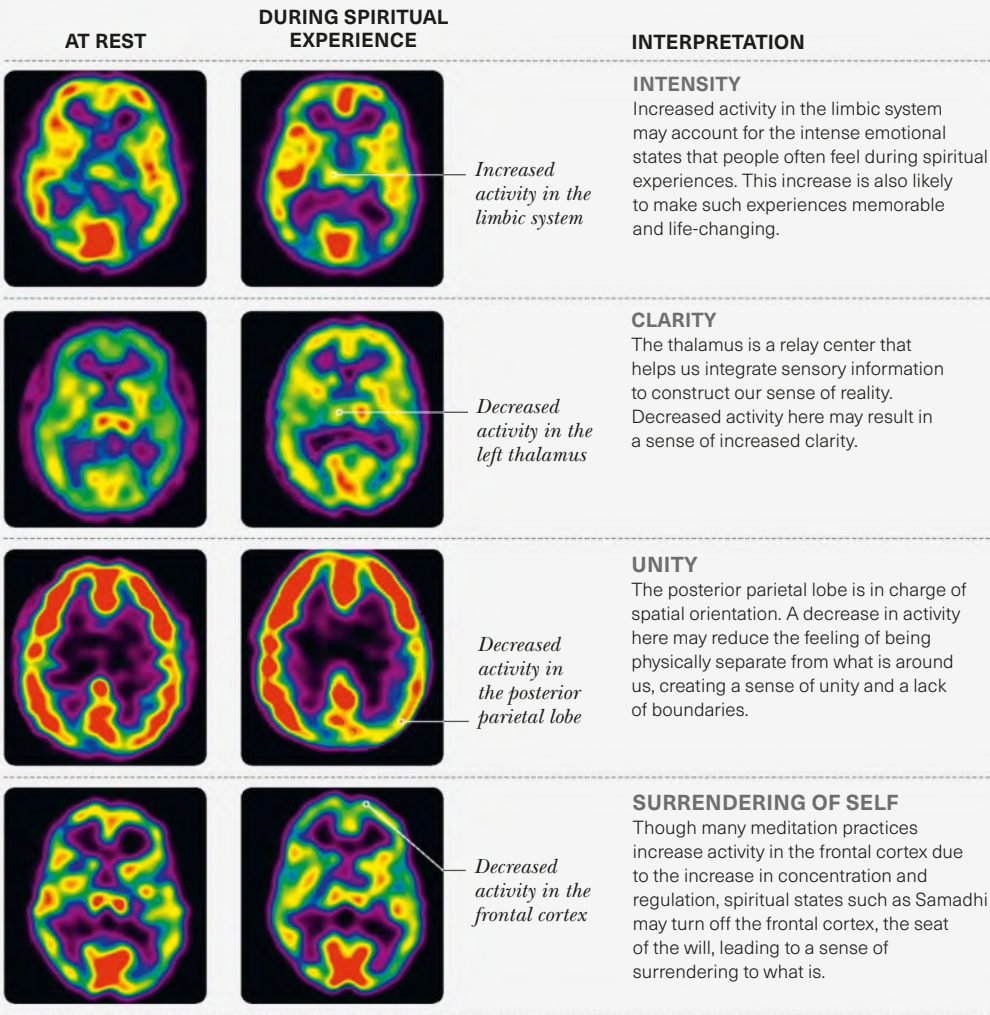 AT REST
DURING SPIRITUAL
EXPERIENCE
INTERPRETATION
Increased
activity in the
limbic system
INTENSITY
Increased activity in the limbic system
may account for the intense emotional
states that people often feel during spiritual
experiences. This increase is also likely
to make such experiences memorable
and life-changing.
Decreased
activity in the
left thalamus
CLARITY
The thalamus is a relay center that
helps us integrate sensory information
to construct our sense of reality.
Decreased activity here may result in
a sense of increased clarity.
Decreased
activity in
the posterior
parietal lobe
UNITY
The posterior parietal lobe is in charge of
spatial orientation. A decrease in activity
here may reduce the feeling of being
physically separate from what is around
us, creating a sense of unity and a lack
of boundaries.
Decreased
activity in the
frontal cortex
SURRENDERING OF SELF
Though many meditation practices
increase activity in the frontal cortex due
to the increase in concentration and
regulation, spiritual states such as Samadhi
may turn off the frontal cortex, the seat
of the will, leading to a sense of
surrendering to what is.